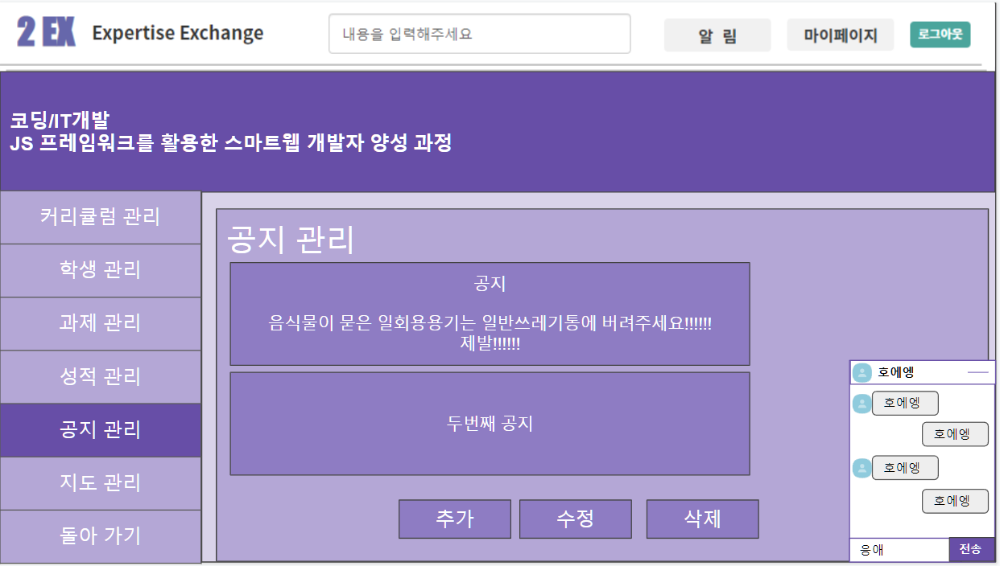 2 EX Expertise Exchange
내용을 입력해주세요
알 림
마이페이지
로그아웃
코딩/IT개발
JS 프레임워크를 활용한 스마트웹 개발자 양성 과정
커리큘럼 관리
학생 관리
과제 관리
성적 관리
공지 관리
지도 관리
돌아 가기
공지 관리
공지
음식물이 묻은 일회용용기는 일반쓰레기통에 버려주세요!!!!!!
제발!!!!!!
두번째 공지
추가
수정
삭제
호에엥
호에엥
호에엥
호에엥
호에엥
응애
전송